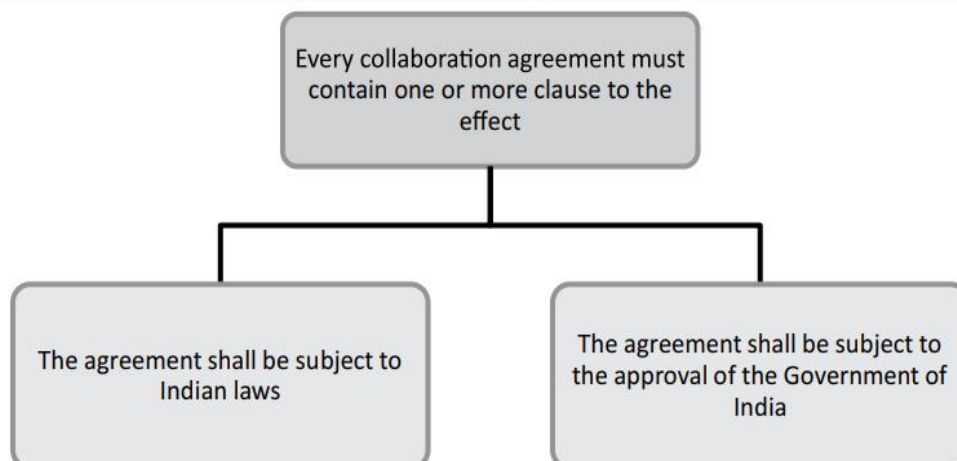 Every collaboration agreement must
contain one or more clause to the
effect
The agreement shall be subject to
Indian laws
The agreement shall be subject to
the approval of the Government of
India